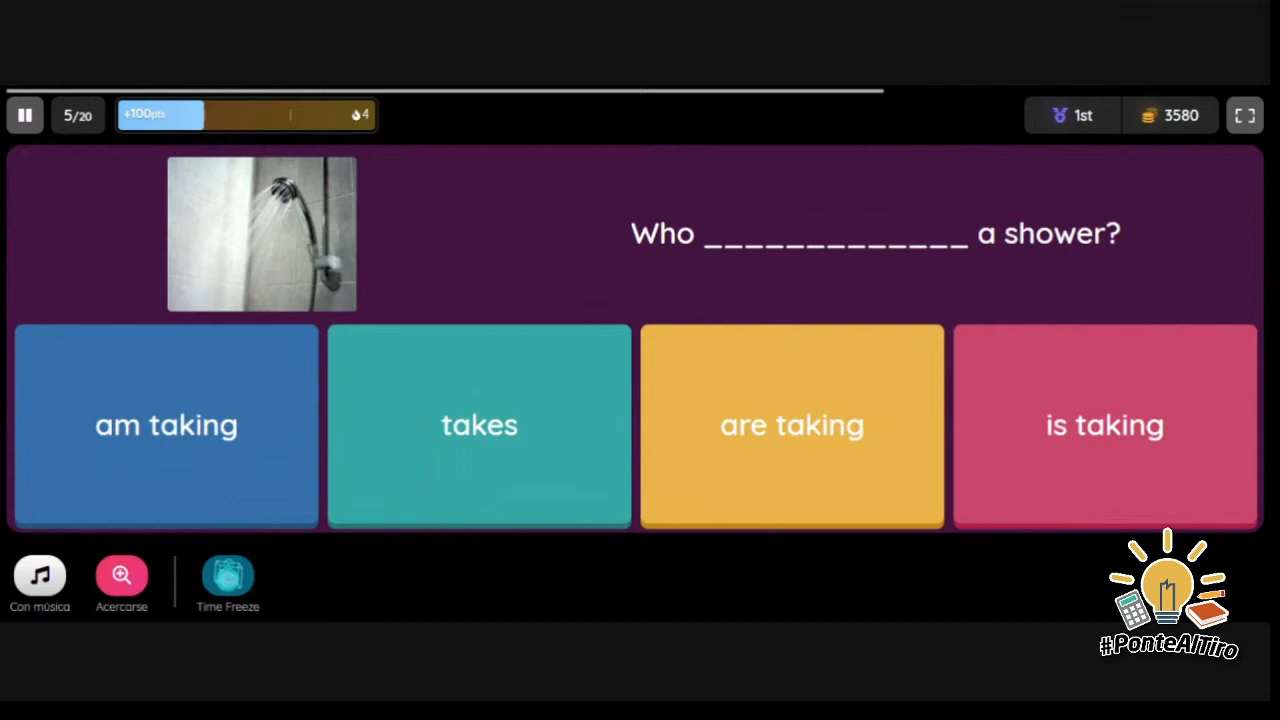 5/20
+100pts
4
1st
3580
Who _____________ a shower?
am taking
takes
are taking
is taking
Con música
Acercarse
Time Freeze
#PonteAlTiro